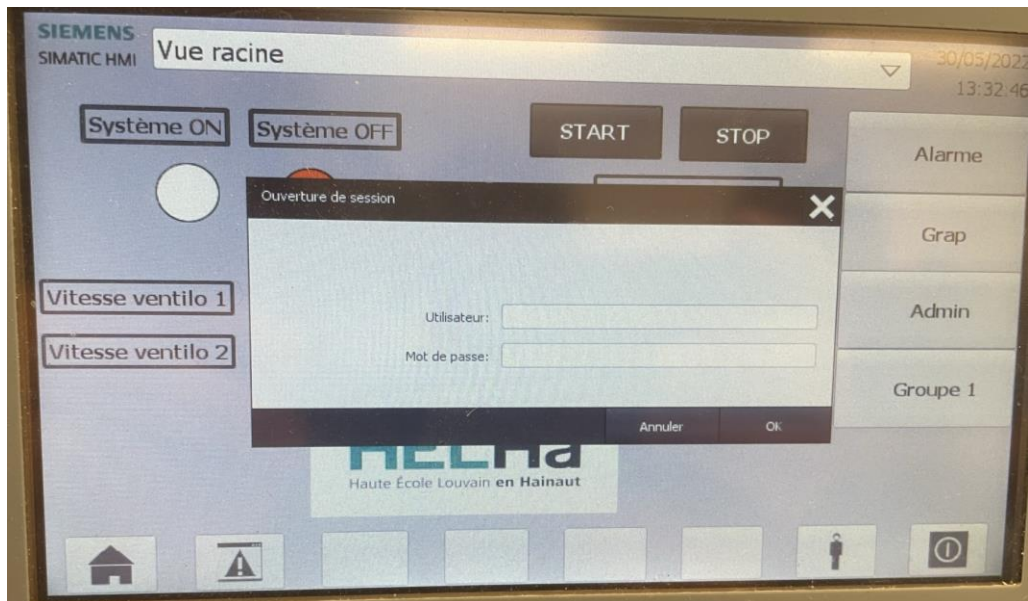 SIEMENS
SIMATIC HMI
Vue racine
30/05/2022
13:32:46
Système ON
Système OFF
START
STOP
Alarme
Ouverture de session
Grap
Vitesse ventilo 1
Utilisateur:
Admin
Vitesse ventilo 2
Mot de passe:
Groupe 1
Annuler
OK
HELHa
Haute École Louvain en Hainaut